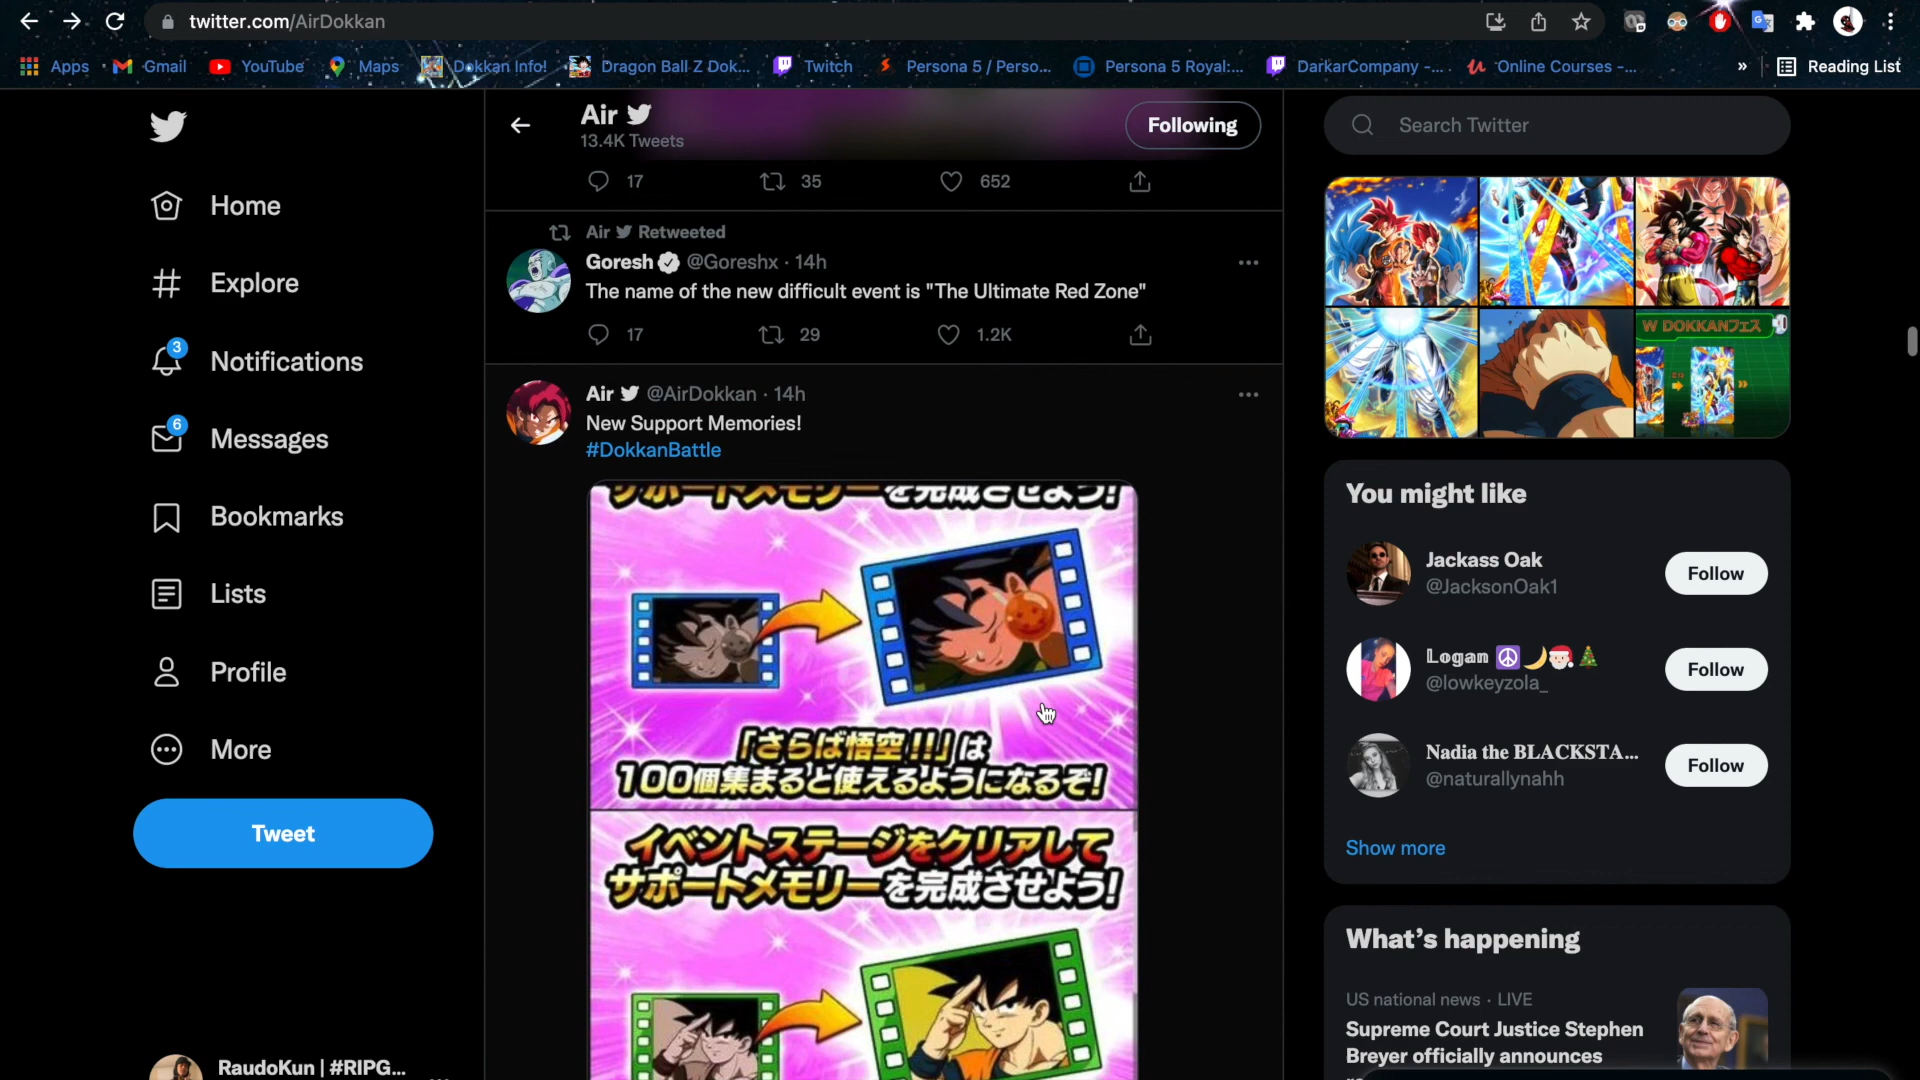 twitter.com/AirDokkan
Apps
Gmail
YouTube
Maps
Dokkan Info!
Dragon Ball Z Dok...
Twitch
Persona 5 / Perso...
Persona 5 Royal:...
DarkarCompany -...
Online Courses -...
»
Reading List
Home
Explore
3
Notifications
6
Messages
Bookmarks
Lists
Profile
More
Tweet
RaudoKun | #RIPG...
Air
13.4K Tweets
Following
17 35 652
Air Retweeted
Goresh @Goreshx · 14h
The name of the new difficult event is "The Ultimate Red Zone"
17 29 1.2K
Air @AirDokkan · 14h
New Support Memories!
#DokkanBattle
サポートメモリーを完成させよう!
「さらば悟空!!」は
100個集まると使えるようになるぞ!
イベントステージをクリアして
サポートメモリーを完成させよう!
Search Twitter
W DOKKANフェス
You might like
Jackass Oak
@JacksonOak1
Follow
Logan
@lowkeyzola_
Follow
Nadia the BLACKSTA...
@naturallynahh
Follow
Show more
What's happening
US national news · LIVE
Supreme Court Justice Stephen
Breyer officially announces